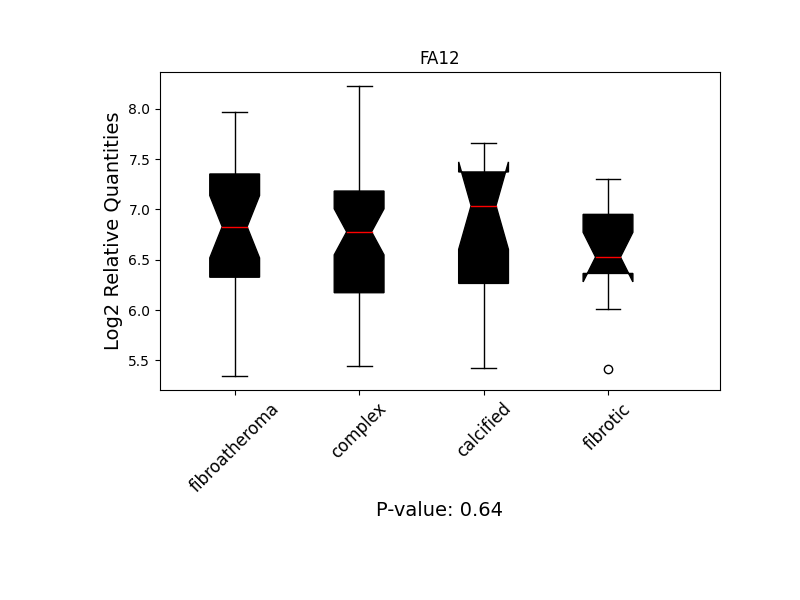 FA12
Log2 Relative Quantities
8.0
7.5
7.0
6.5
6.0
5.5
fibroatheroma
complex
calcified
fibrotic
P-value: 0.64